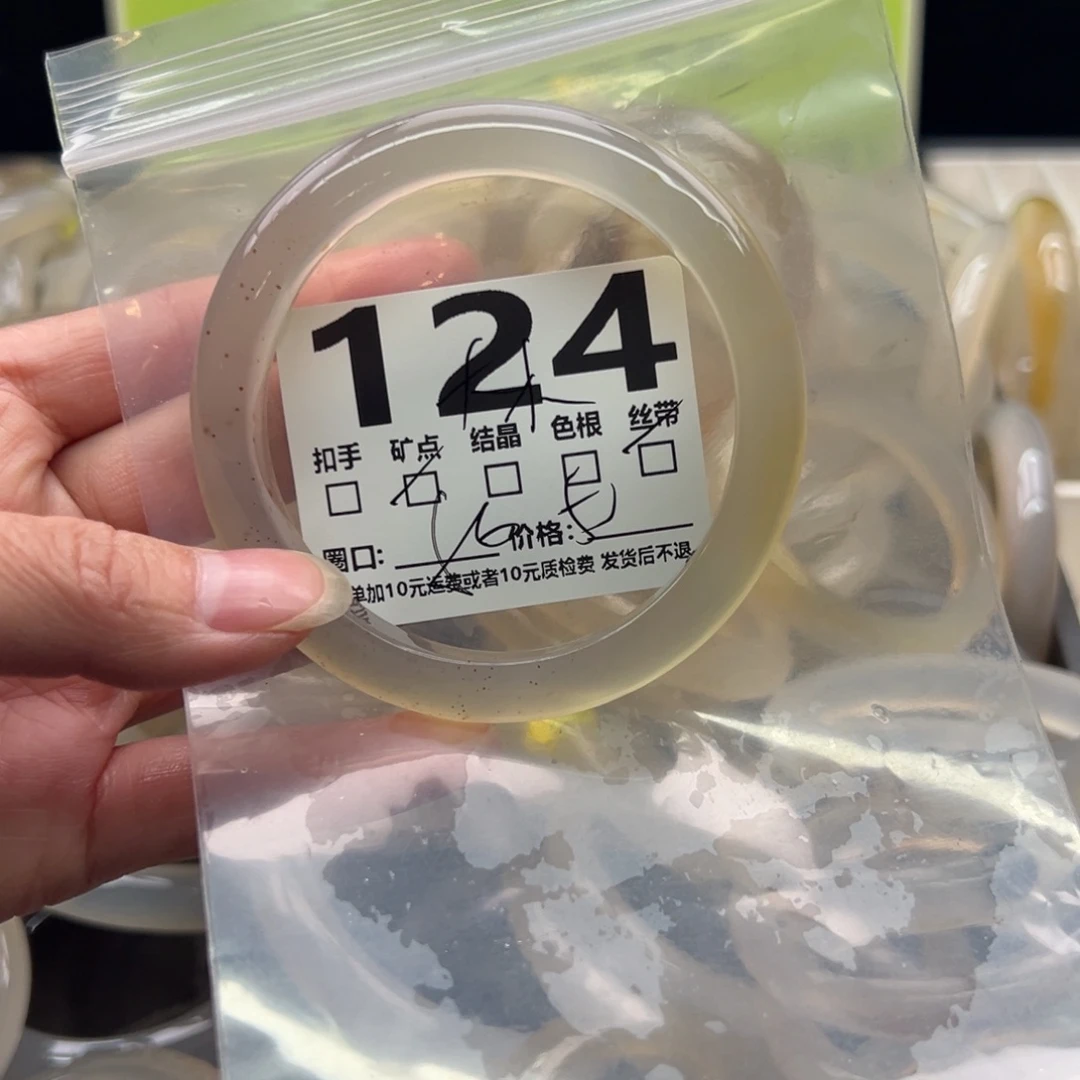 124
扣手 矿点 结晶 色根 丝带
圈口: 价格:
单加10元运费或者10元质检费 发货后不退